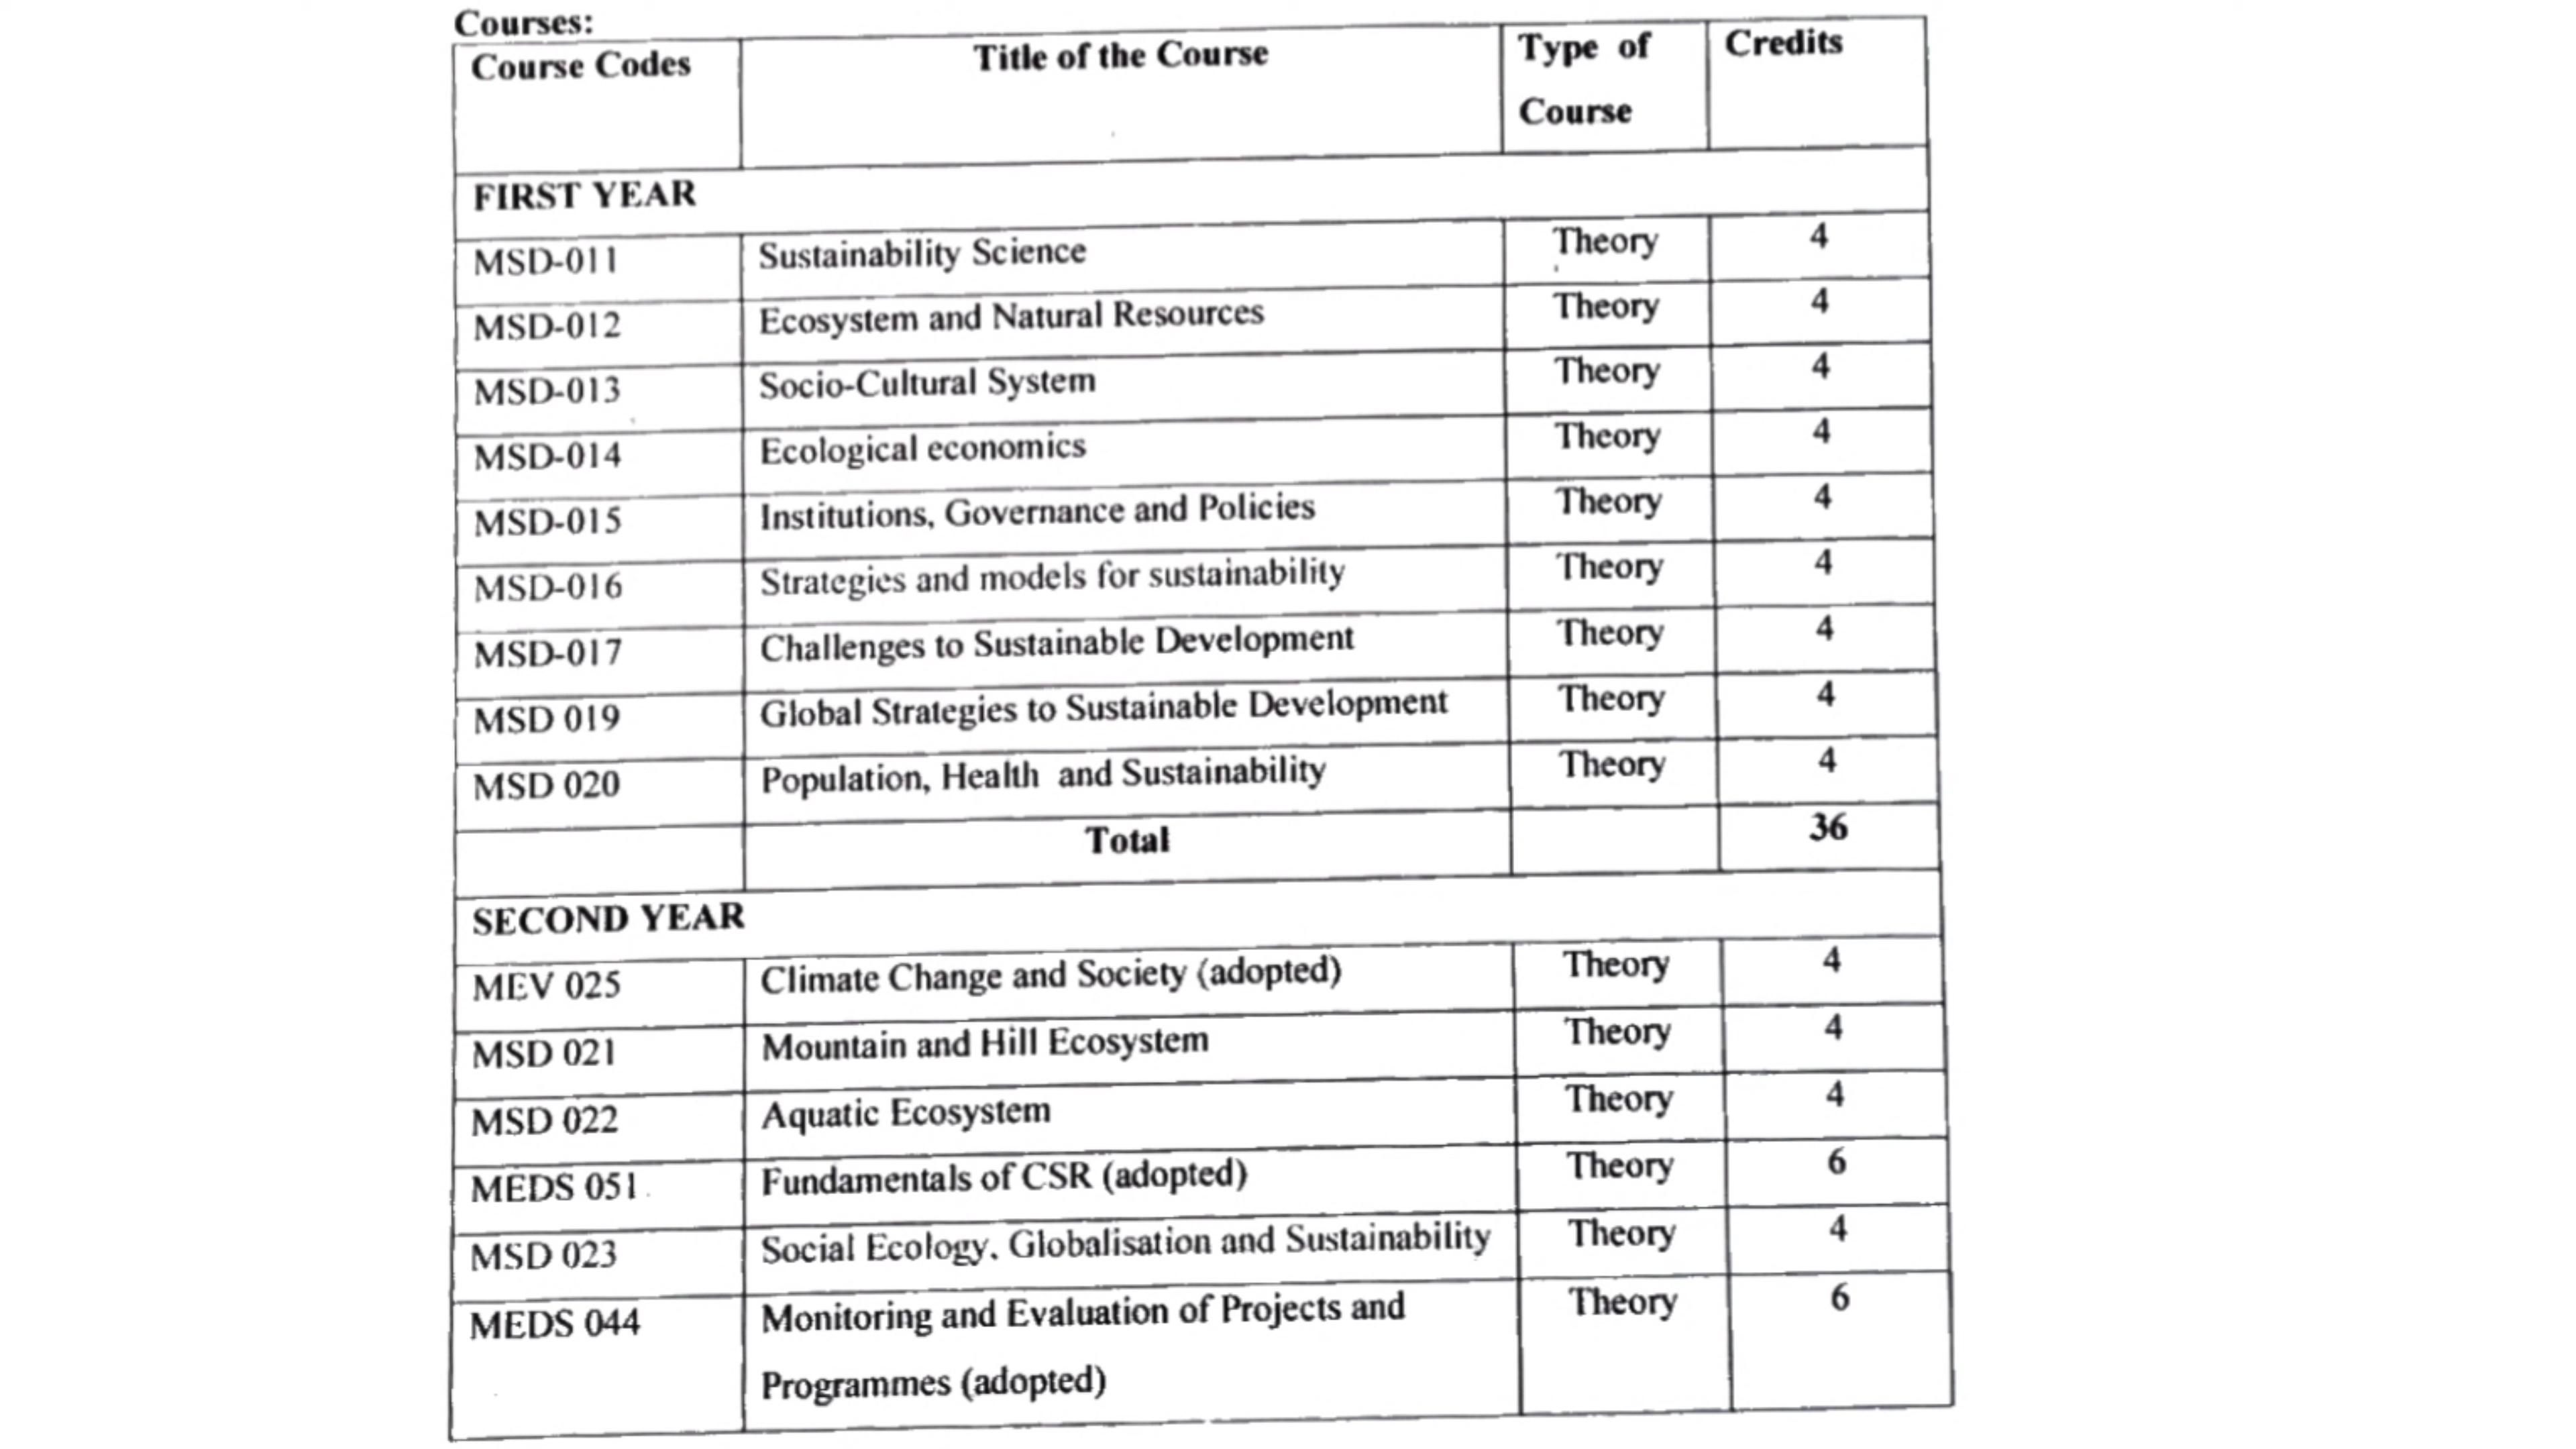 Courses:
Course Codes Title of the Course Type of Credits
Course
FIRST YEAR
MSD-011 Sustainability Science Theory 4
MSD-012 Ecosystem and Natural Resources Theory 4
MSD-013 Socio-Cultural System Theory 4
MSD-014 Ecological economics Theory 4
MSD-015 Institutions, Governance and Policies Theory 4
MSD-016 Strategies and models for sustainability Theory 4
MSD-017 Challenges to Sustainable Development Theory 4
MSD 019 Global Strategies to Sustainable Development Theory 4
MSD 020 Population, Health and Sustainability Theory 4
Total 36
SECOND YEAR
MEV 025 Climate Change and Society (adopted) Theory 4
MSD 021 Mountain and Hill Ecosystem Theory 4
MSD 022 Aquatic Ecosystem Theory 4
MEDS 051 Fundamentals of CSR (adopted) Theory 6
MSD 023 Social Ecology, Globalisation and Sustainability Theory 4
MEDS 044 Monitoring and Evaluation of Projects and Theory 6
Programmes (adopted)